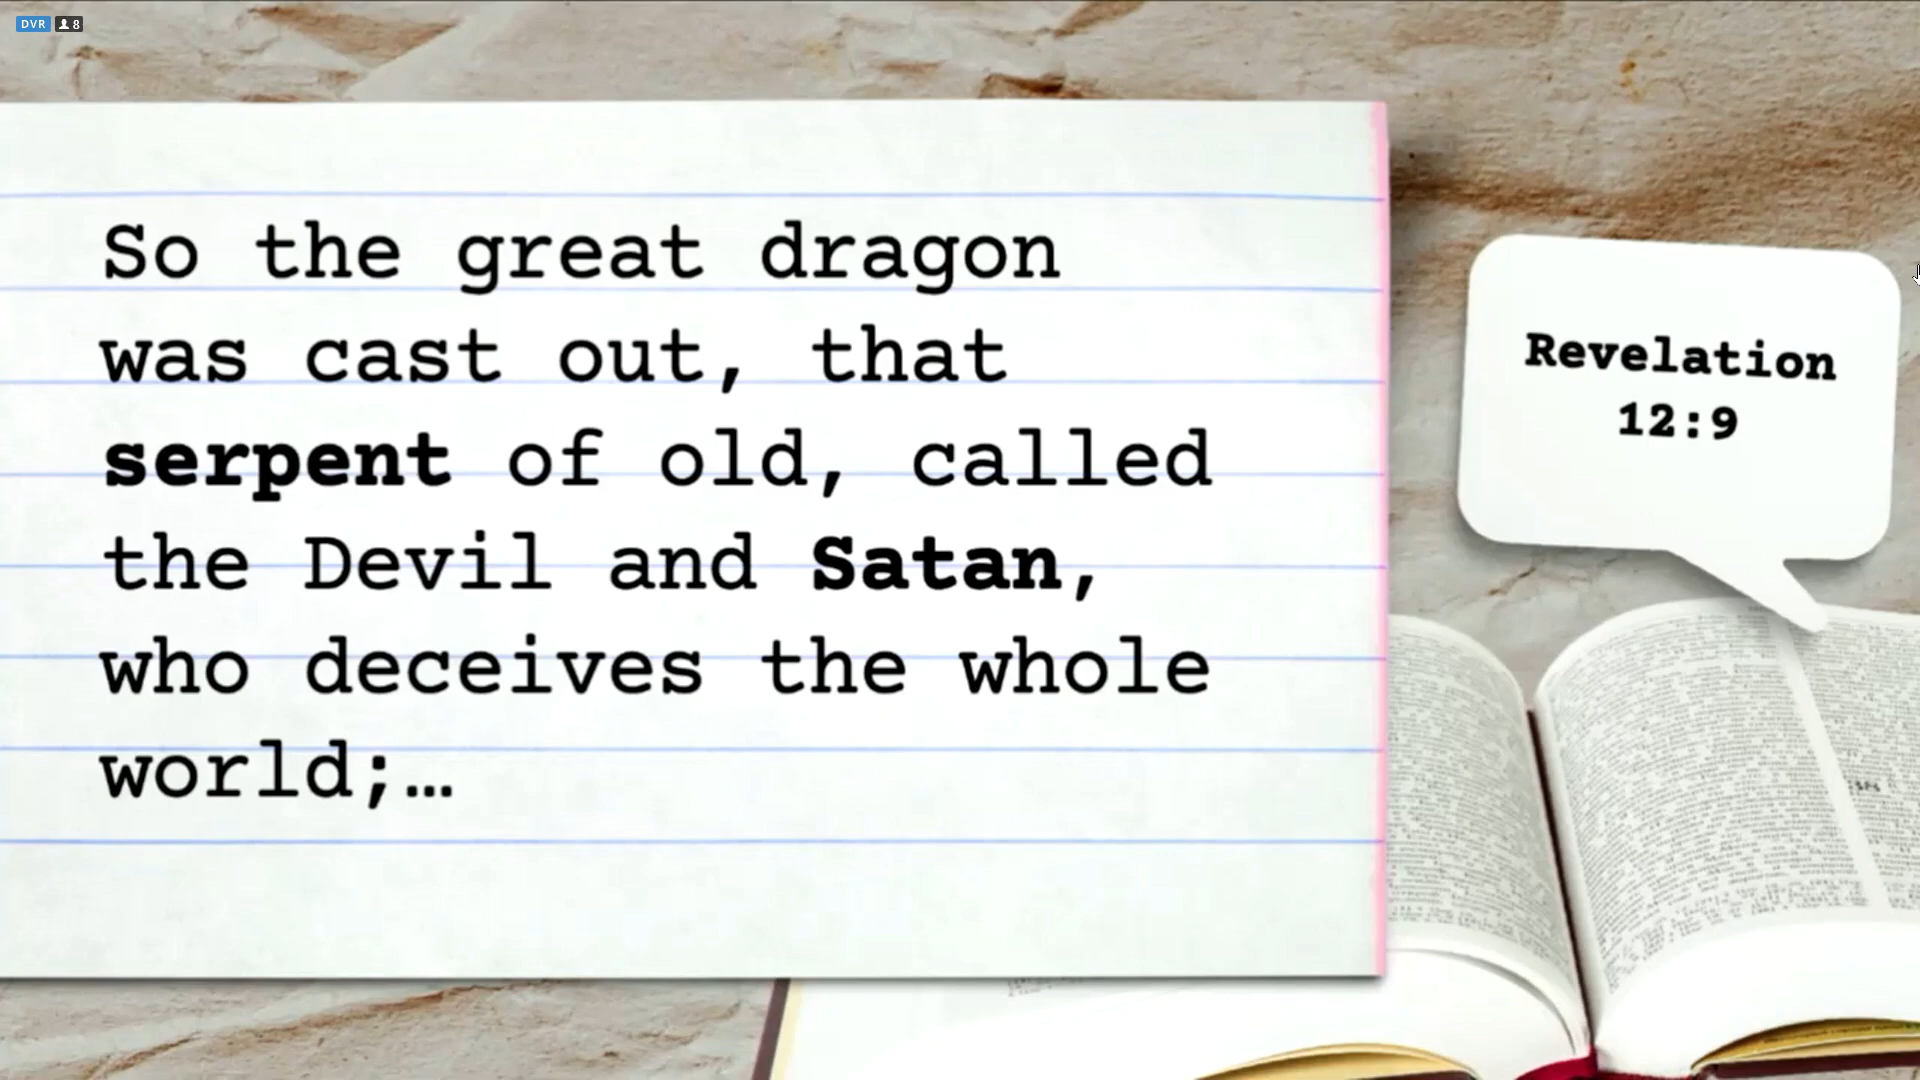 DVR 8
So the great dragon
was cast out, that
serpent of old, called
the Devil and Satan,
who deceives the whole
world;…
Revelation
12:9